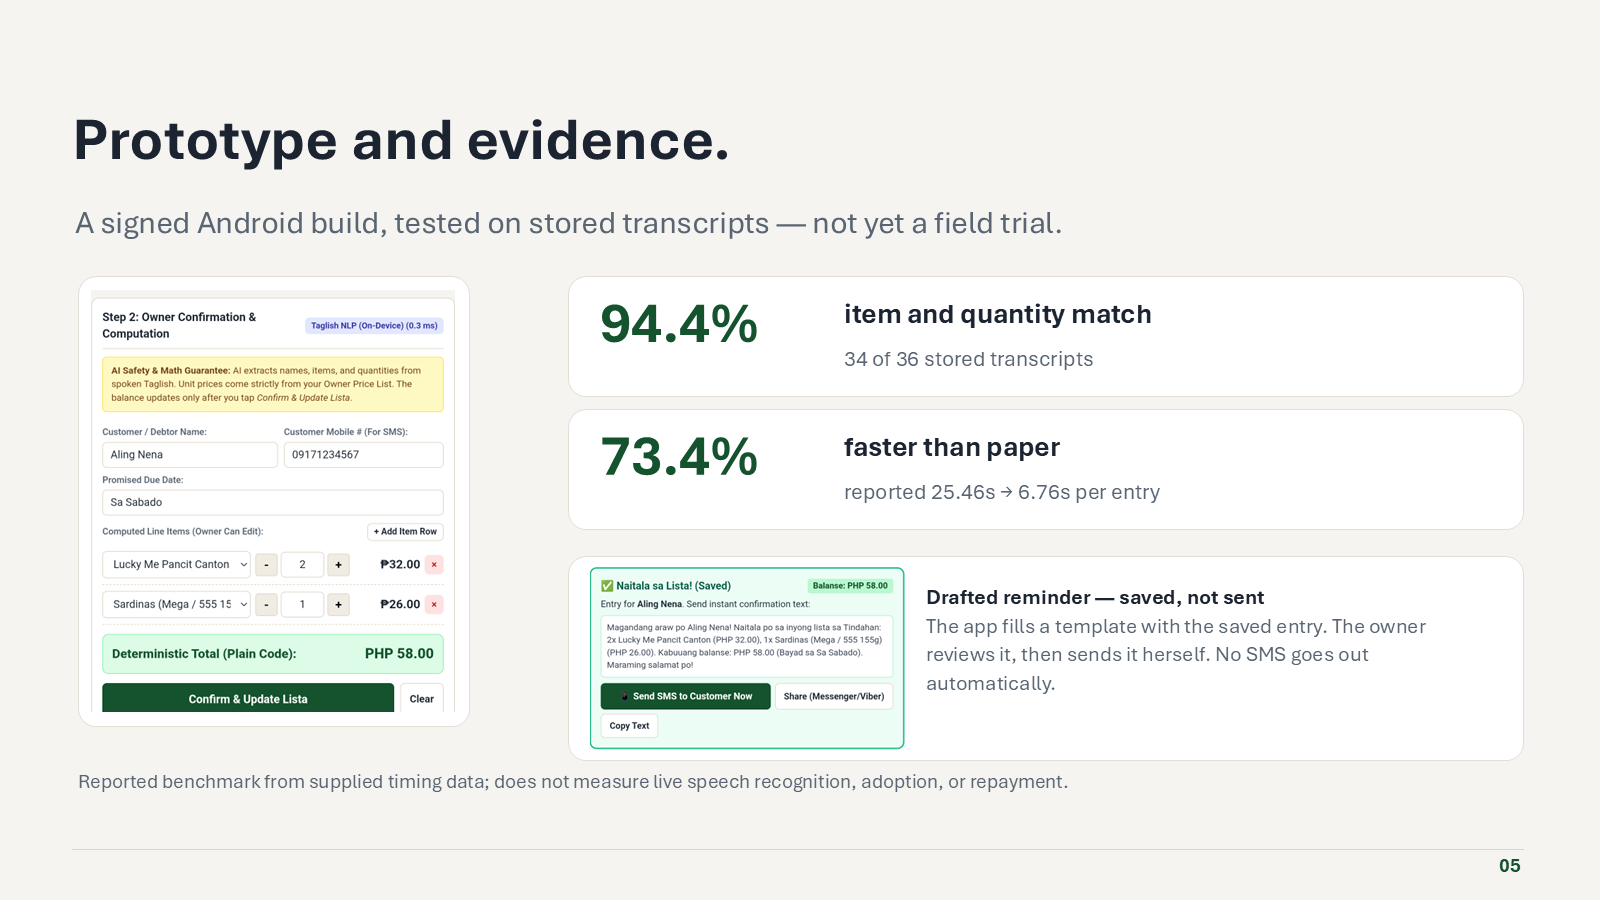 Prototype and evidence.
A signed Android build, tested on stored transcripts — not yet a field trial.
Step 2: Owner Confirmation &
Computation
Taglish NLP (On-Device) (0.3 ms)
AI Safety & Math Guarantee: AI extracts names, items, and quantities from
spoken Taglish. Unit prices come strictly from your Owner Price List. The
balance updates only after you tap Confirm & Update Lista.
Customer / Debtor Name:
Customer Mobile # (For SMS):
Aling Nena
09171234567
Promised Due Date:
Sa Sabado
Computed Line Items (Owner Can Edit):
+ Add Item Row
Lucky Me Pancit Canton
- 2 +
₱32.00 ×
Sardinas (Mega / 555 15
- 1 +
₱26.00 ×
Deterministic Total (Plain Code): PHP 58.00
Confirm & Update Lista
Clear
94.4%
item and quantity match
34 of 36 stored transcripts
73.4%
faster than paper
reported 25.46s → 6.76s per entry
✅ Naitala sa Lista! (Saved)
Balanse: PHP 58.00
Entry for Aling Nena. Send instant confirmation text:
Magandang araw po Aling Nena! Naitala po sa inyong lista sa Tindahan:
2x Lucky Me Pancit Canton (PHP 32.00), 1x Sardinas (Mega / 555 155g)
(PHP 26.00). Kabuuang balanse: PHP 58.00 (Bayad sa Sa Sabado).
Maraming salamat po!
Send SMS to Customer Now
Share (Messenger/Viber)
Copy Text
Drafted reminder — saved, not sent
The app fills a template with the saved entry. The owner
reviews it, then sends it herself. No SMS goes out
automatically.
Reported benchmark from supplied timing data; does not measure live speech recognition, adoption, or repayment.
05